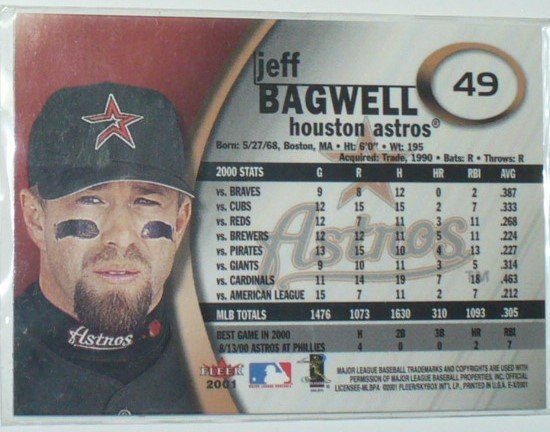 jeff
BAGWELL
49
houston astros®
Born: 5/27/68, Boston, MA • Ht: 6'0" • Wt: 195
Acquired: Trade, 1990 • Bats: R • Throws: R
2000 STATS G R H HR RBI AVG
vs. BRAVES 9 8 12 0 2 .387
vs. CUBS 12 15 15 2 7 .333
vs. REDS 12 7 11 3 11 .268
vs. BREWERS 12 12 11 5 11 .224
vs. PIRATES 13 15 10 4 13 .227
vs. GIANTS 9 10 11 3 5 .314
vs. CARDINALS 11 14 19 7 18 .463
vs. AMERICAN LEAGUE 15 7 11 2 7 .212
MLB TOTALS 1476 1073 1630 310 1093 .305
BEST GAME IN 2000 H 2B 3B HR RBI
8/13/00 ASTROS AT PHILLIES 4 0 0 2 7
Astros
TM
Astros
FLEER
2001
MAJOR LEAGUE BASEBALL TRADEMARKS AND COPYRIGHTS ARE USED WITH
PERMISSION OF MAJOR LEAGUE BASEBALL PROPERTIES, INC. OFFICIAL
LICENSEE-MLBPA ©2001 FLEER/SKYBOX INT'L LP. PRINTED IN U.S.A. E-X/2001